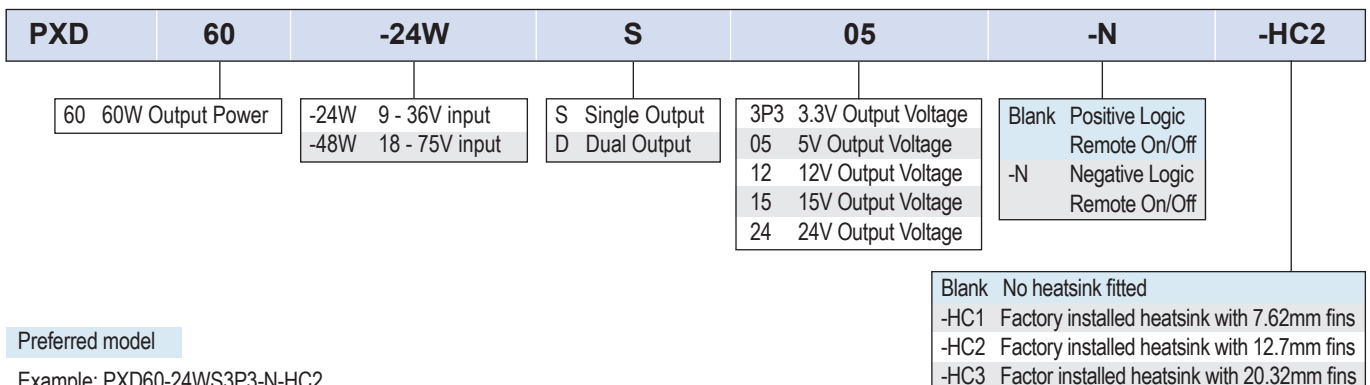 PXD 60 -24W S 05 -N -HC2
60 60W Output Power
-24W 9 - 36V input
-48W 18 - 75V input
S Single Output
D Dual Output
3P3 3.3V Output Voltage
05 5V Output Voltage
12 12V Output Voltage
15 15V Output Voltage
24 24V Output Voltage
Blank Positive Logic
Remote On/Off
-N Negative Logic
Remote On/Off
Blank No heatsink fitted
-HC1 Factory installed heatsink with 7.62mm fins
-HC2 Factory installed heatsink with 12.7mm fins
-HC3 Factor installed heatsink with 20.32mm fins
Preferred model
Example: PXD60-24WS3P3-N-HC2